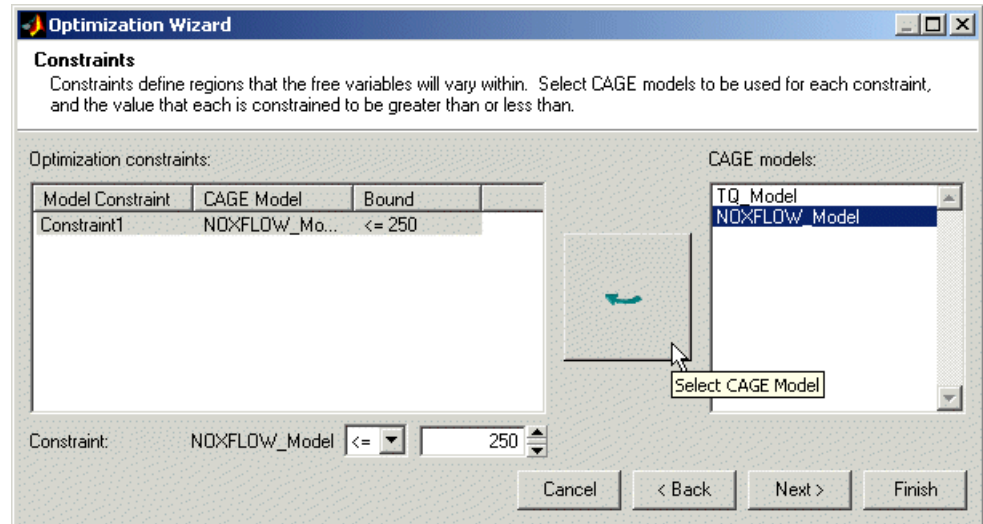 Optimization Wizard
Constraints
Constraints define regions that the free variables will vary within. Select CAGE models to be used for each constraint,
and the value that each is constrained to be greater than or less than.
Optimization constraints:
CAGE models:
Model Constraint CAGE Model Bound
Constraint1 NOXFLOW_Mo... <= 250
TQ_Model
NOXFLOW_Model
Select CAGE Model
Constraint: NOXFLOW_Model <= 250
Cancel < Back Next > Finish